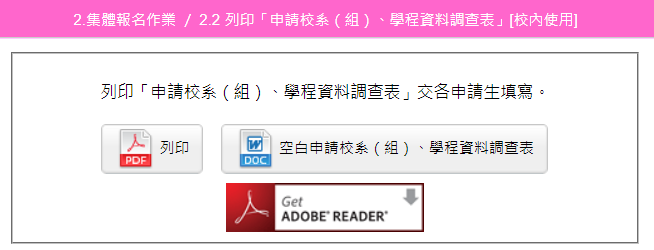 2.集體報名作業 / 2.2 列印「申請校系（組）、學程資料調查表」[校內使用]
列印「申請校系（組）、學程資料調查表」交各申請生填寫。
PDF 列印 DOC 空白申請校系（組）、學程資料調查表
Get
ADOBE® READER®